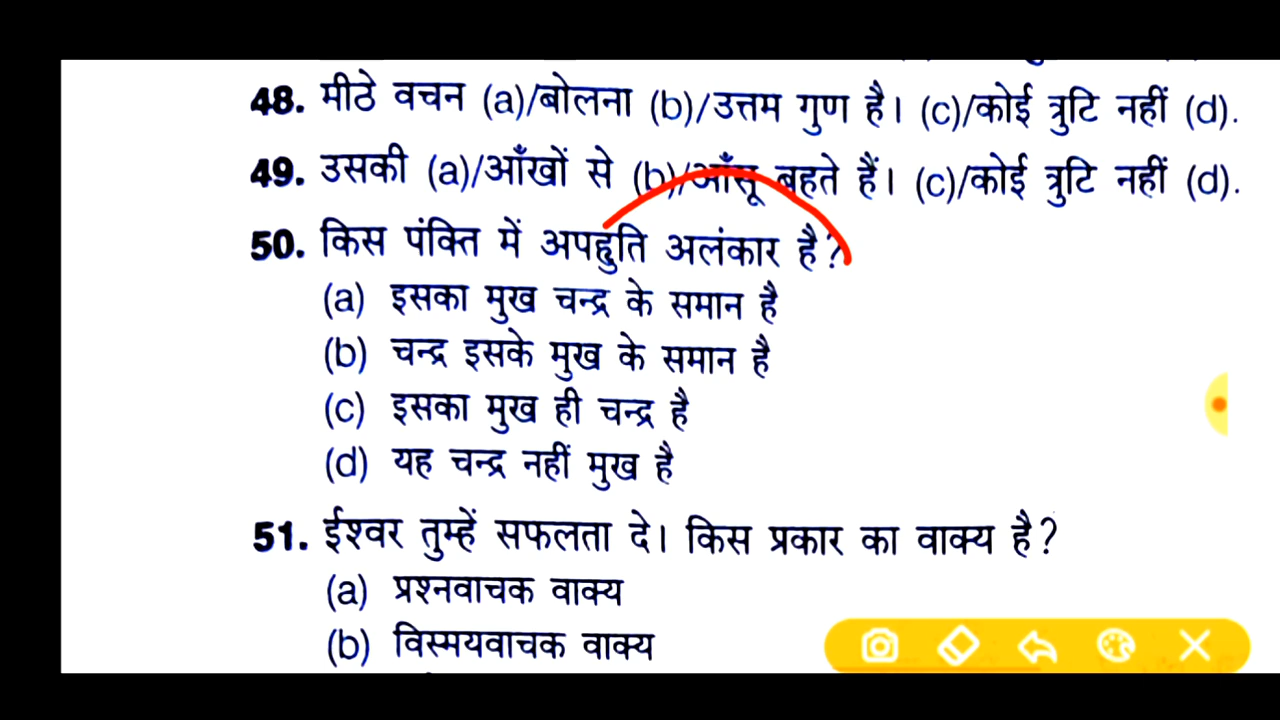 48. मीठे वचन (a)/बोलना (b)/उत्तम गुण है। (c)/कोई त्रुटि नहीं (d).
49. उसकी (a)/आँखों से (b)/आँसू बहते हैं। (c)/कोई त्रुटि नहीं (d).
50. किस पंक्ति में अपह्नुति अलंकार है?
(a) इसका मुख चन्द्र के समान है
(b) चन्द्र इसके मुख के समान है
(c) इसका मुख ही चन्द्र है
(d) यह चन्द्र नहीं मुख है
51. ईश्वर तुम्हें सफलता दे। किस प्रकार का वाक्य है?
(a) प्रश्नवाचक वाक्य
(b) विस्मयवाचक वाक्य